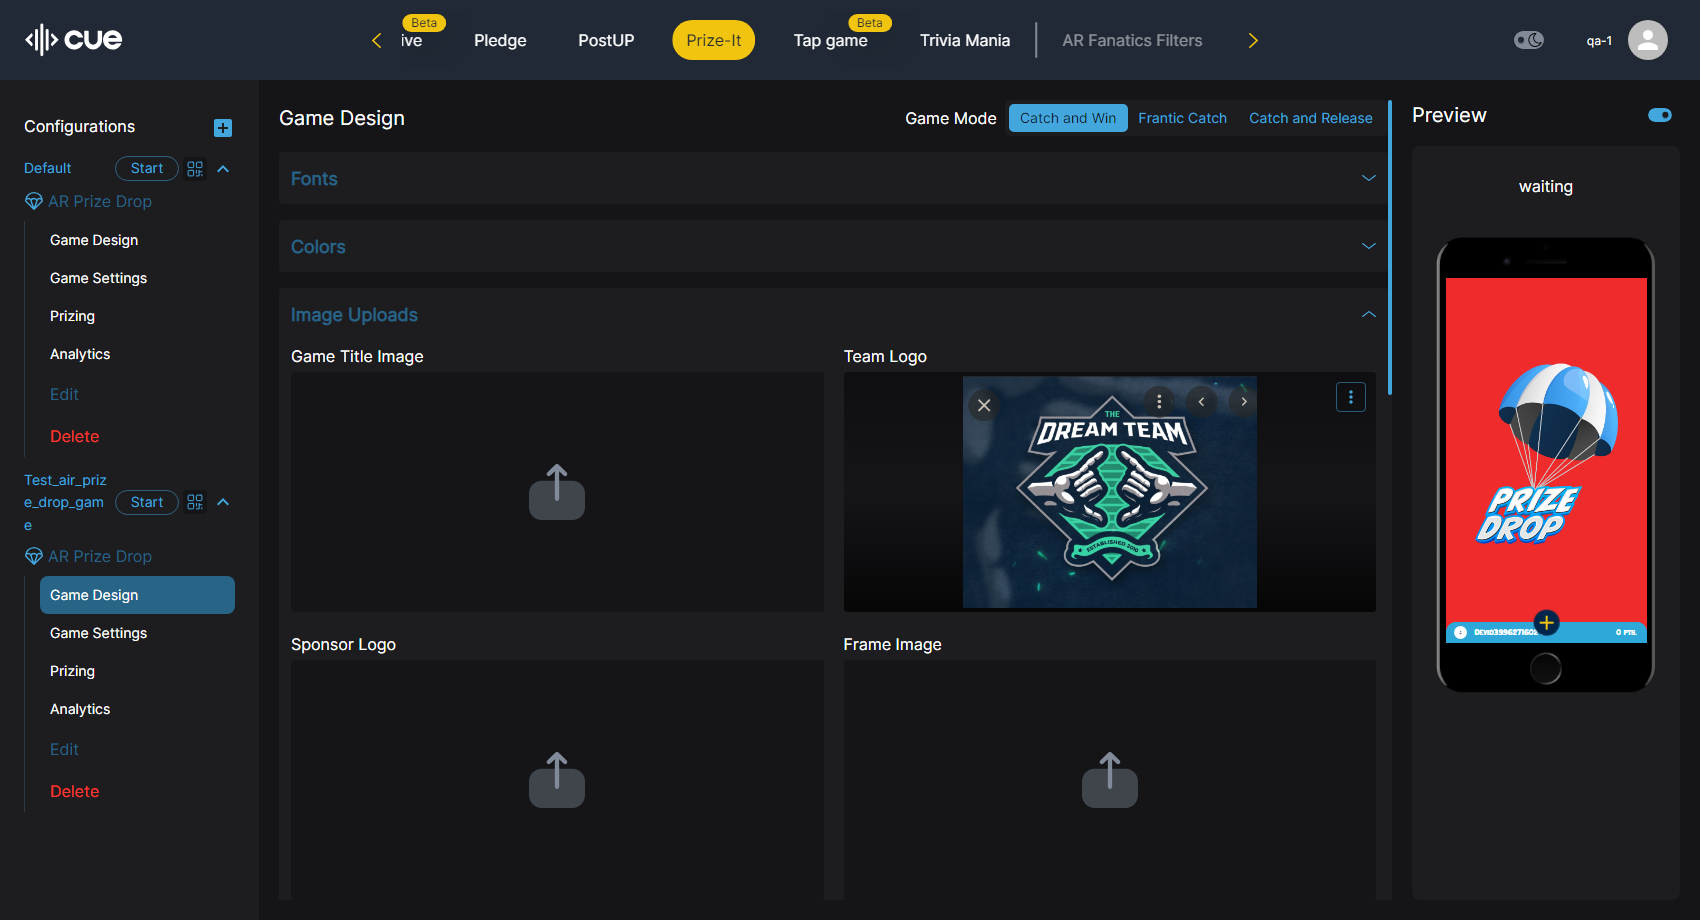 cue
Beta
Beta
ive
Pledge
PostUP
Prize-It
Tap game
Trivia Mania
AR Fanatics Filters
qa-1
Configurations
Default
Start
AR Prize Drop
Game Design
Game Settings
Prizing
Analytics
Edit
Delete
Test_air_priz
e_drop_gam
e
Start
AR Prize Drop
Game Design
Game Settings
Prizing
Analytics
Edit
Delete
Game Design
Game Mode
Catch and Win
Frantic Catch
Catch and Release
Fonts
Colors
Image Uploads
Game Title Image
Team Logo
THE
DREAM TEAM
ESTABLISHED 2010
Sponsor Logo
Frame Image
Preview
waiting
PRIZE
DROP
0 PTS.